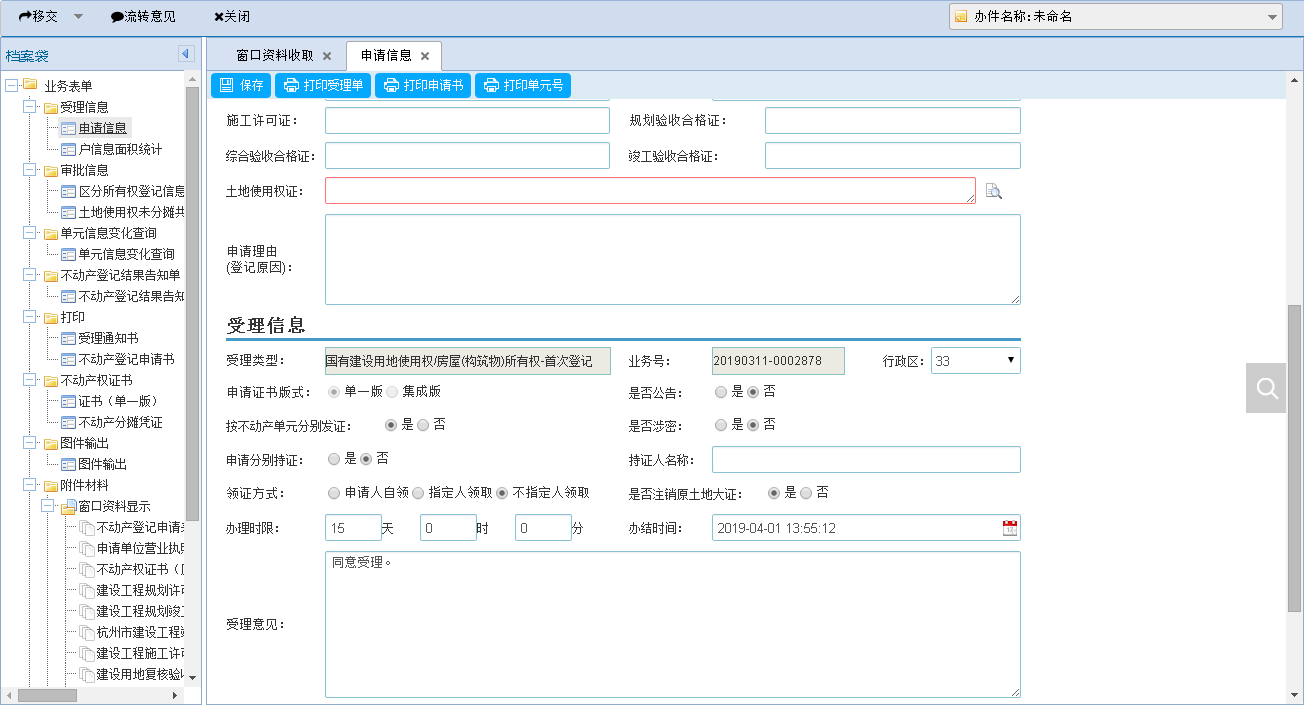 移交 流转意见 关闭 办件名称:未命名
档案袋
业务表单
受理信息
申请信息
户信息面积统计
审批信息
区分所有权登记信息
土地使用权未分摊共
单元信息变化查询
单元信息变化查询
不动产登记结果告知单
不动产登记结果告知
打印
受理通知书
不动产登记申请书
不动产权证书
证书（单一版）
不动产分摊凭证
图件输出
图件输出
附件材料
窗口资料显示
不动产登记申请
申请单位营业执
不动产权证书（
建设工程规划许可
建设工程规划竣
杭州市建设工程
建设工程施工许可
建设用地复核验
窗口资料收取 申请信息
保存 打印受理单 打印申请书 打印单元号
施工许可证： 规划验收合格证：
综合验收合格证： 竣工验收合格证：
土地使用权证：
申请理由
(登记原因)：
受理信息
受理类型： 国有建设用地使用权/房屋(构筑物)所有权-首次登记 业务号： 20190311-0002878 行政区： 33
申请证书版式： 单一版 集成版 是否公告： 是 否
按不动产单元分别发证： 是 否 是否涉密： 是 否
申请分别持证： 是 否 持证人名称：
领证方式： 申请人自领 指定人领取 不指定人领取 是否注销原土地大证： 是 否
办理时限： 15 天 0 时 0 分 办结时间： 2019-04-01 13:55:12
受理意见： 同意受理。